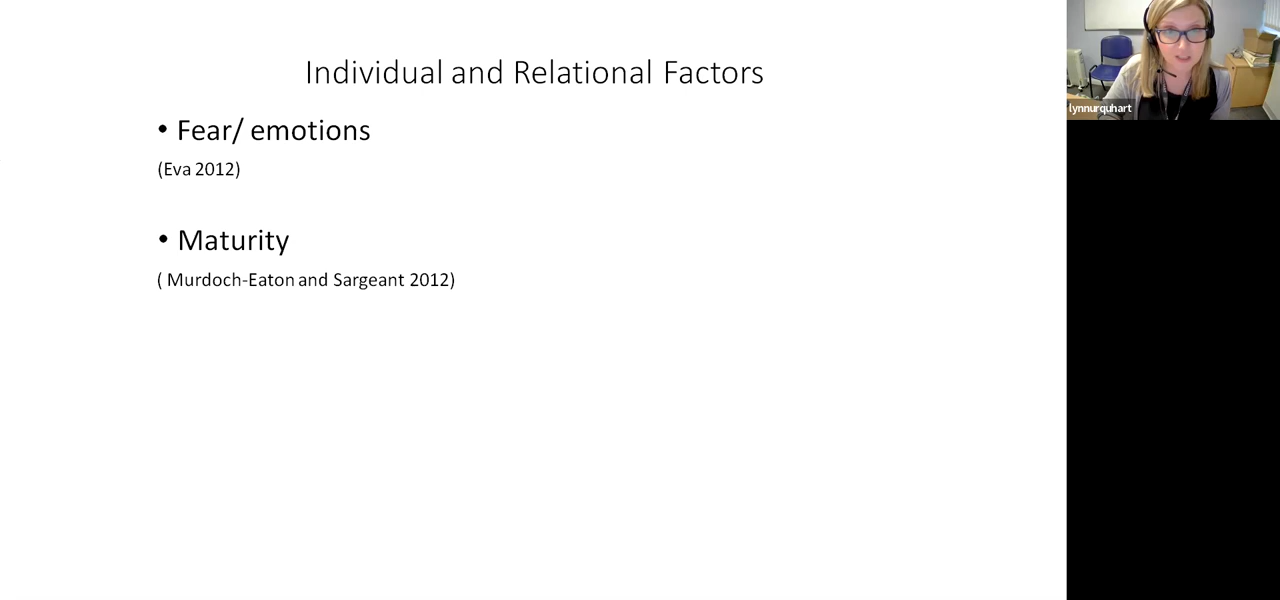 Individual and Relational Factors
• Fear/ emotions
(Eva 2012)
• Maturity
( Murdoch-Eaton and Sargeant 2012)
lynnurquhart